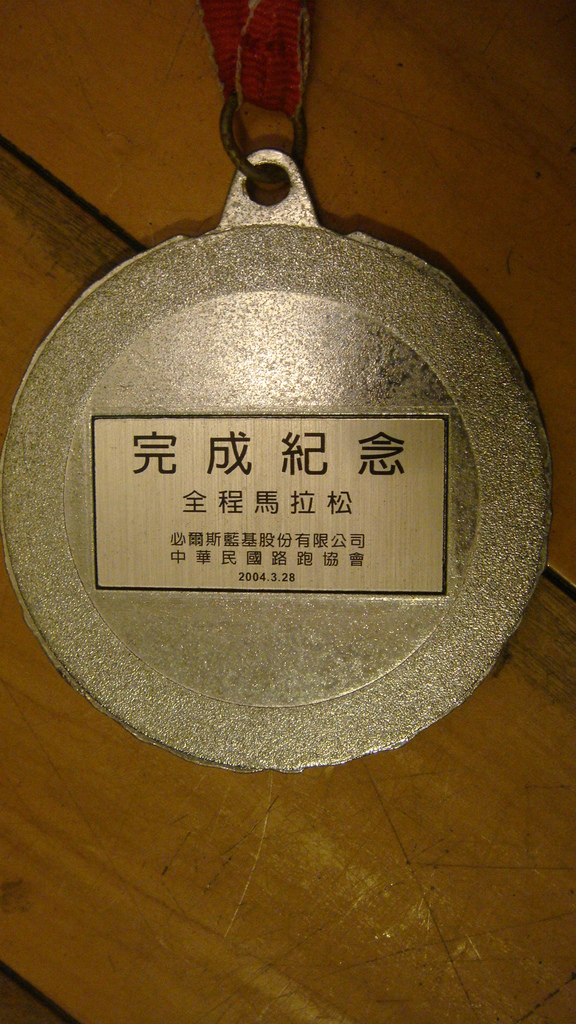 完成紀念
全程馬拉松
必爾斯藍基股份有限公司
中華民國路跑協會
2004.3.28